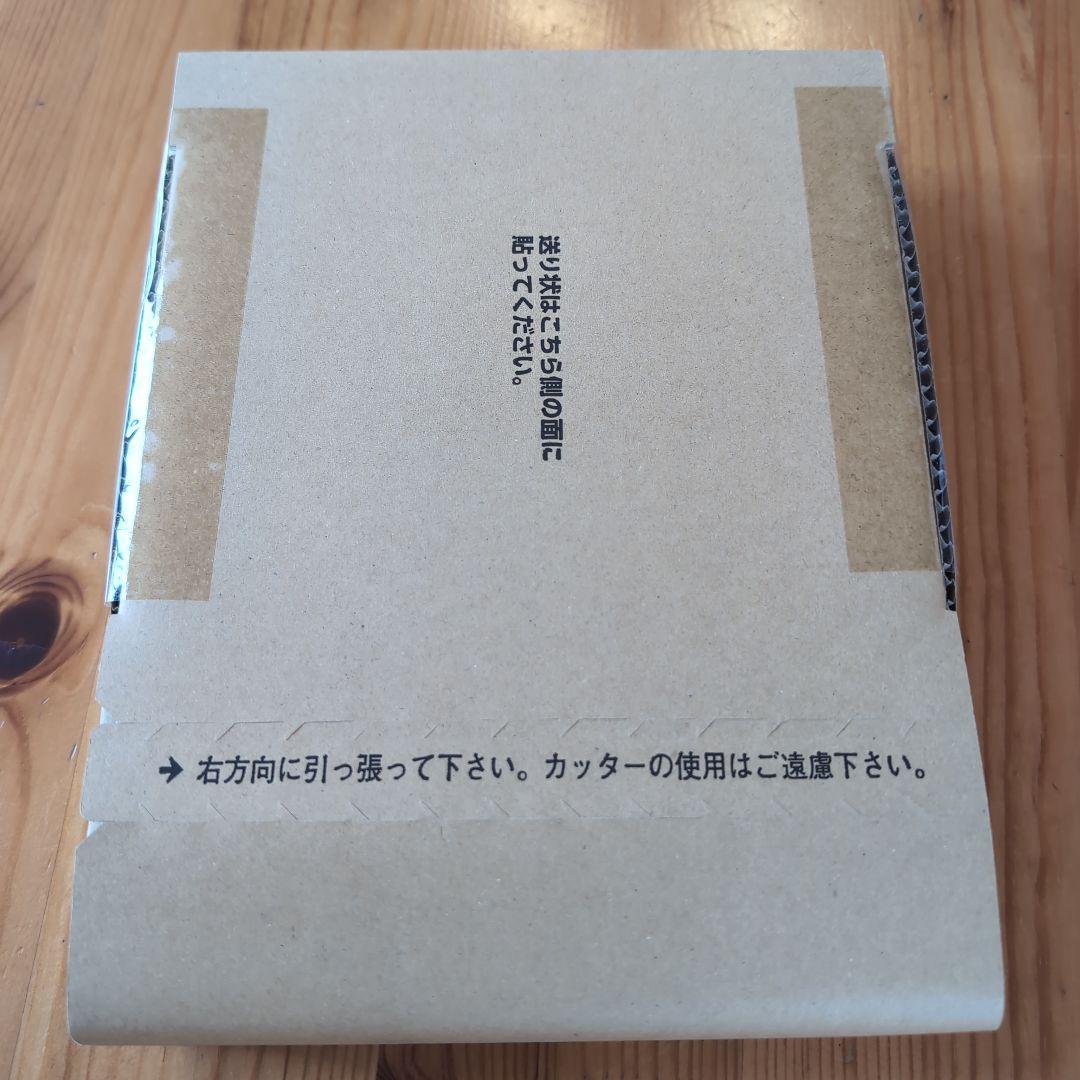 送り状はこちら側の面に
貼ってください。
→ 右方向に引っ張って下さい。カッターの使用はご遠慮下さい。